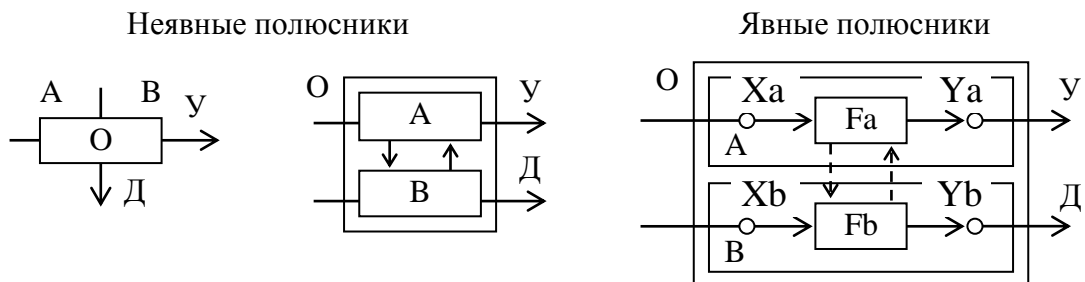 Неявные полюсники
Явные полюсники
А В У
О
Д
О
А У
В Д
О
Xa Ya У
Fa
А
Xb Yb Д
Fb
В